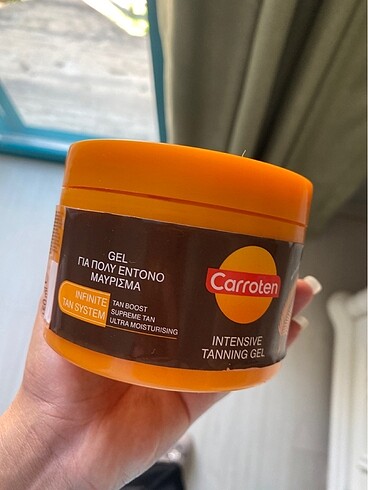 GEL
ΓΙΑ ΠΟΛΥ ΕΝΤΟΝΟ
ΜΑΥΡΙΣΜΑ
INFINITE
TAN SYSTEM
TAN BOOST
SUPREME TAN
ULTRA MOISTURISING
Carroten
INTENSIVE
TANNING GEL